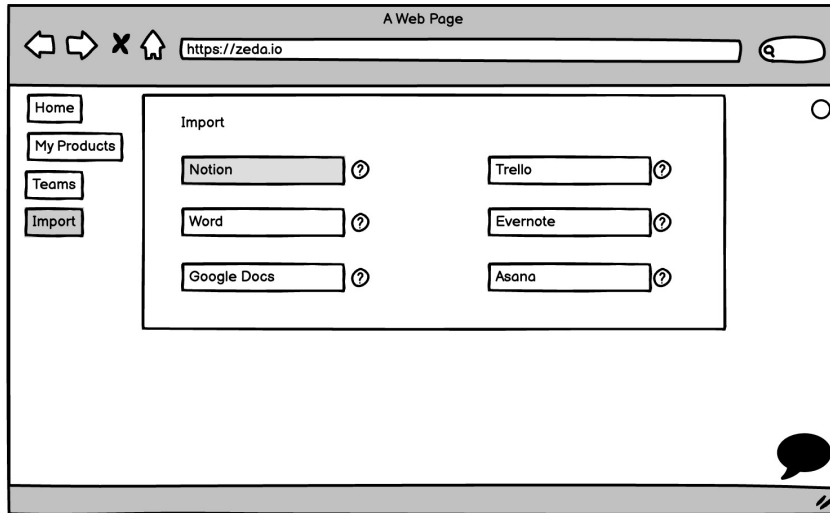 A Web Page
https://zeda.io
Home
My Products
Teams
Import
Import
Notion ?
Trello ?
Word ?
Evernote ?
Google Docs ?
Asana ?